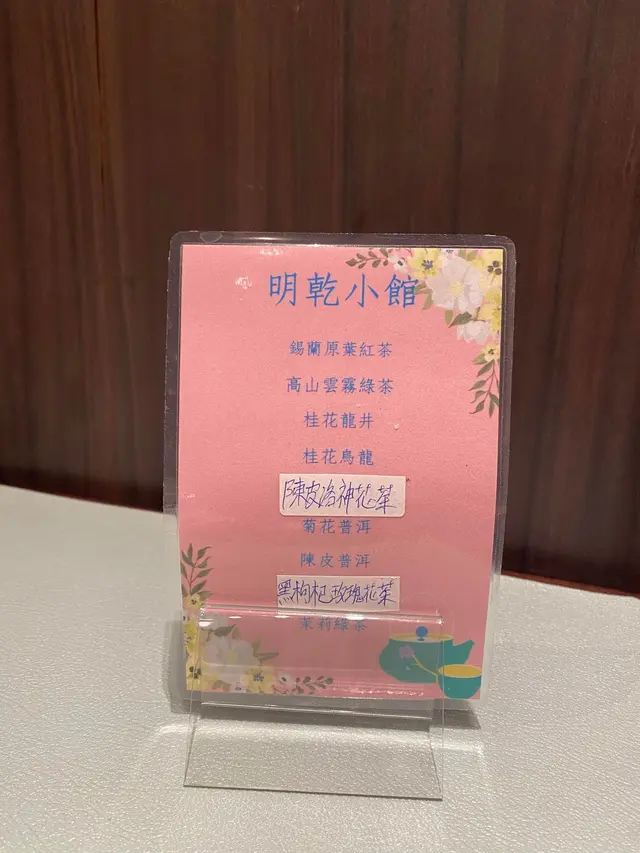 明乾小館
錫蘭原葉紅茶
高山雲霧綠茶
桂花龍井
桂花烏龍
陳皮洛神花茶
菊花普洱
陳皮普洱
黑枸杞玫瑰花茶
茉莉綠茶